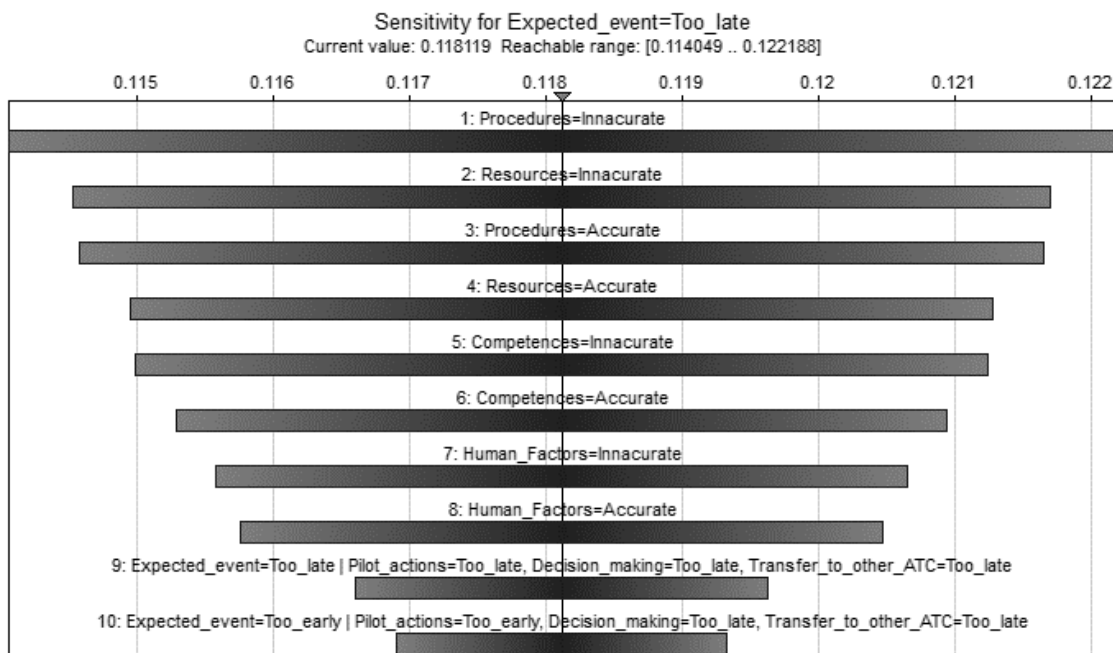 Sensitivity for Expected_event=Too_late
Current value: 0.118119 Reachable range: [0.114049 .. 0.122188]
0.115 0.116 0.117 0.118 0.119 0.12 0.121 0.122
1: Procedures=Innacurate
2: Resources=Innacurate
3: Procedures=Accurate
4: Resources=Accurate
5: Competences=Innacurate
6: Competences=Accurate
7: Human_Factors=Innacurate
8: Human_Factors=Accurate
9: Expected_event=Too_late | Pilot_actions=Too_late, Decision_making=Too_late, Transfer_to_other_ATC=Too_late
10: Expected_event=Too_early | Pilot_actions=Too_early, Decision_making=Too_late, Transfer_to_other_ATC=Too_late